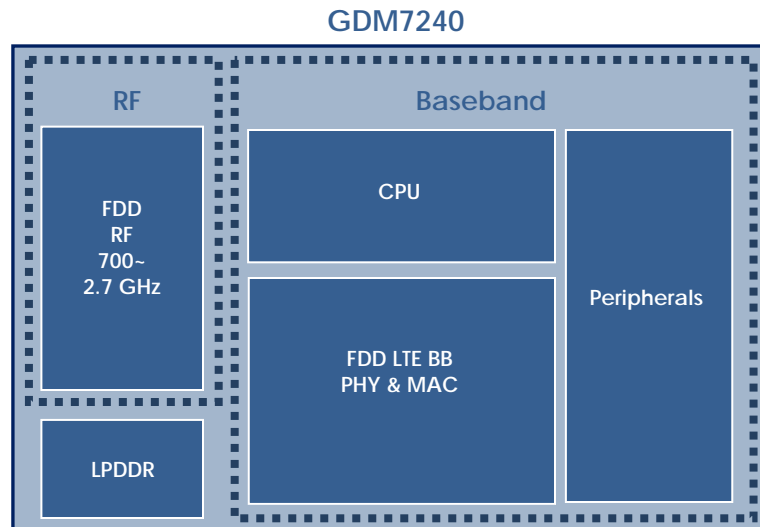 GDM7240
RF
Baseband
FDD
RF
700~
2.7 GHz
LPDDR
CPU
FDD LTE BB
PHY & MAC
Peripherals